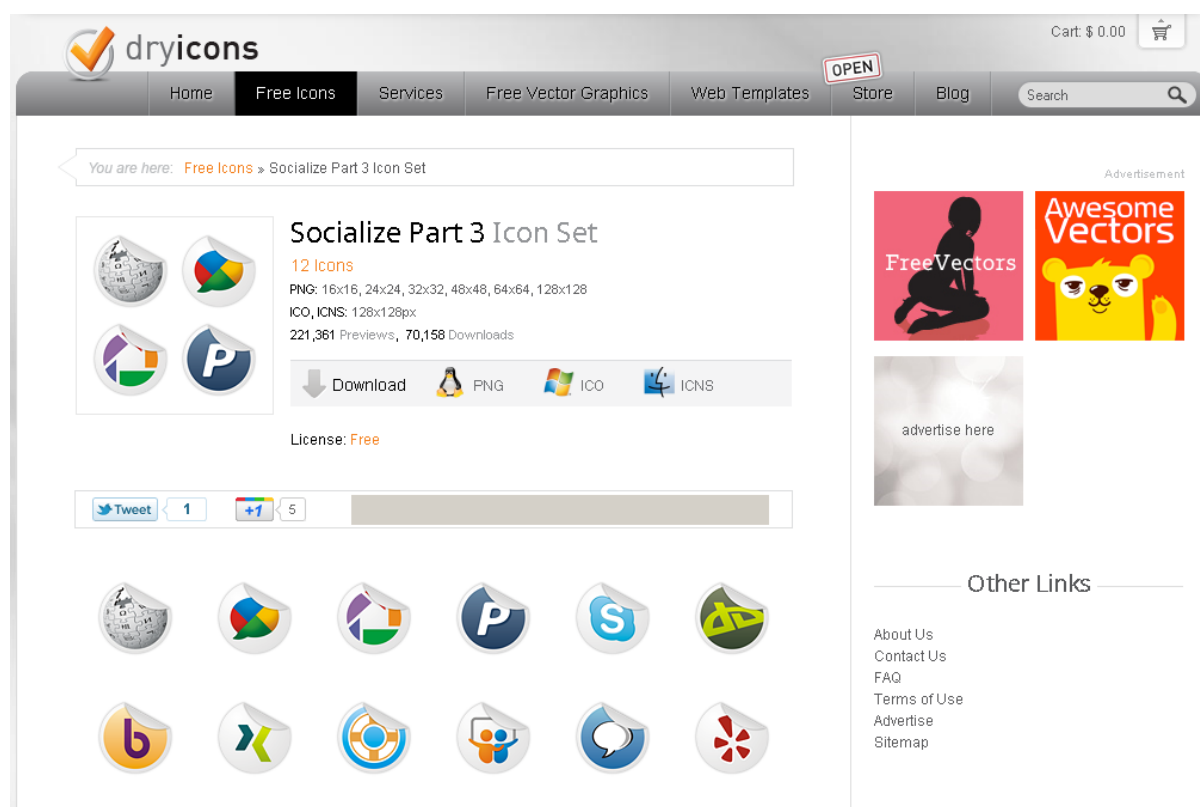 Cart: $ 0.00
dryicons
OPEN
Home Free Icons Services Free Vector Graphics Web Templates Store Blog Search
You are here: Free Icons » Socialize Part 3 Icon Set
Socialize Part 3 Icon Set
12 Icons
PNG: 16x16, 24x24, 32x32, 48x48, 64x64, 128x128
ICO, ICNS: 128x128px
221,361 Previews, 70,158 Downloads
Download PNG ICO ICNS
License: Free
Tweet 1 +1 5
Advertisement
FreeVectors
Awesome
Vectors
advertise here
Other Links
About Us
Contact Us
FAQ
Terms of Use
Advertise
Sitemap
P
P S
b